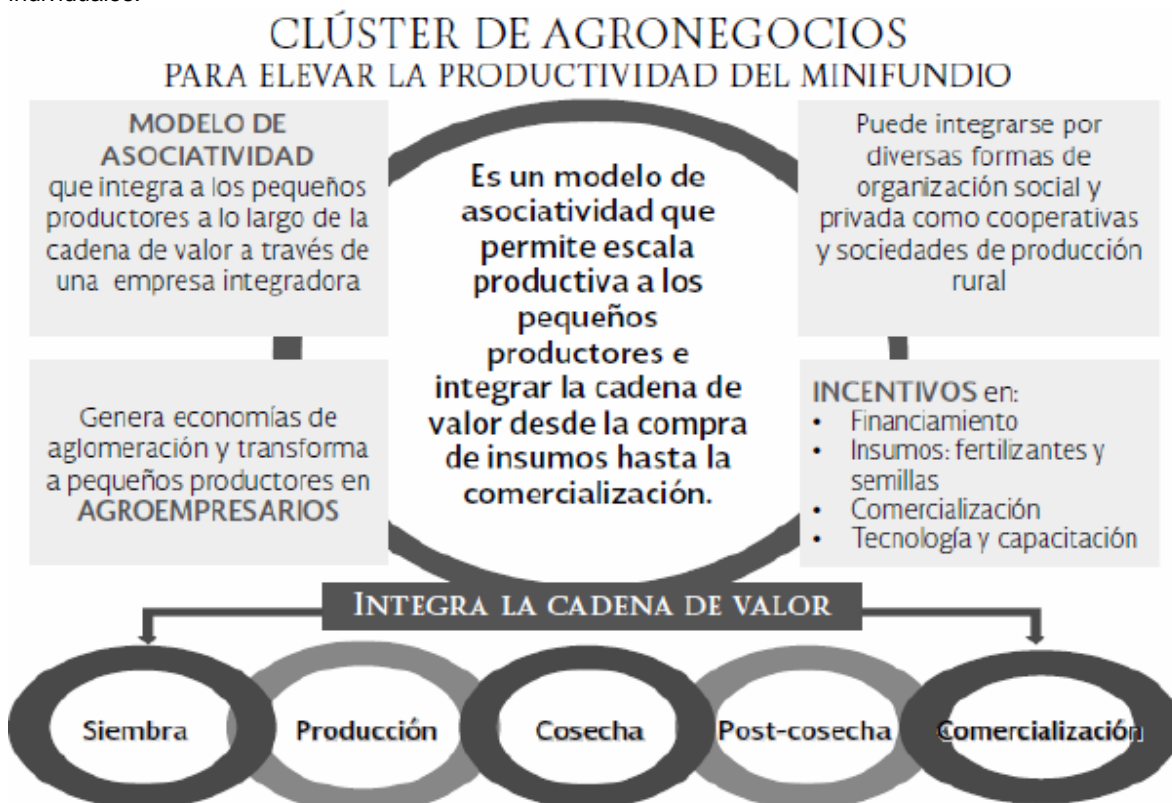 individuales.
CLÚSTER DE AGRONEGOCIOS
PARA ELEVAR LA PRODUCTIVIDAD DEL MINIFUNDIO
MODELO DE
ASOCIATIVIDAD
que integra a los pequeños
productores a lo largo de la
cadena de valor a través de
una empresa integradora
Genera economías de
aglomeración y transforma
a pequeños productores en
AGROEMPRESARIOS
Es un modelo de
asociatividad que
permite escala
productiva a los
pequeños
productores e
integrar la cadena de
valor desde la compra
de insumos hasta la
comercialización.
Puede integrarse por
diversas formas de
organización social y
privada como cooperativas
y sociedades de producción
rural
INCENTIVOS en:
• Financiamiento
• Insumos: fertilizantes y
semillas
• Comercialización
• Tecnología y capacitación
INTEGRA LA CADENA DE VALOR
Siembra
Producción
Cosecha
Post-cosecha
Comercialización